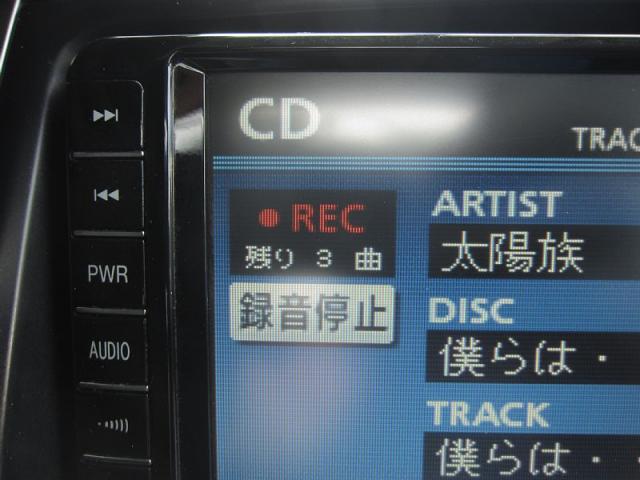 CD
TRAC
● REC
残り 3 曲
録音停止
ARTIST
太陽族
DISC
僕らは・
TRACK
僕らは・・
PWR
AUDIO